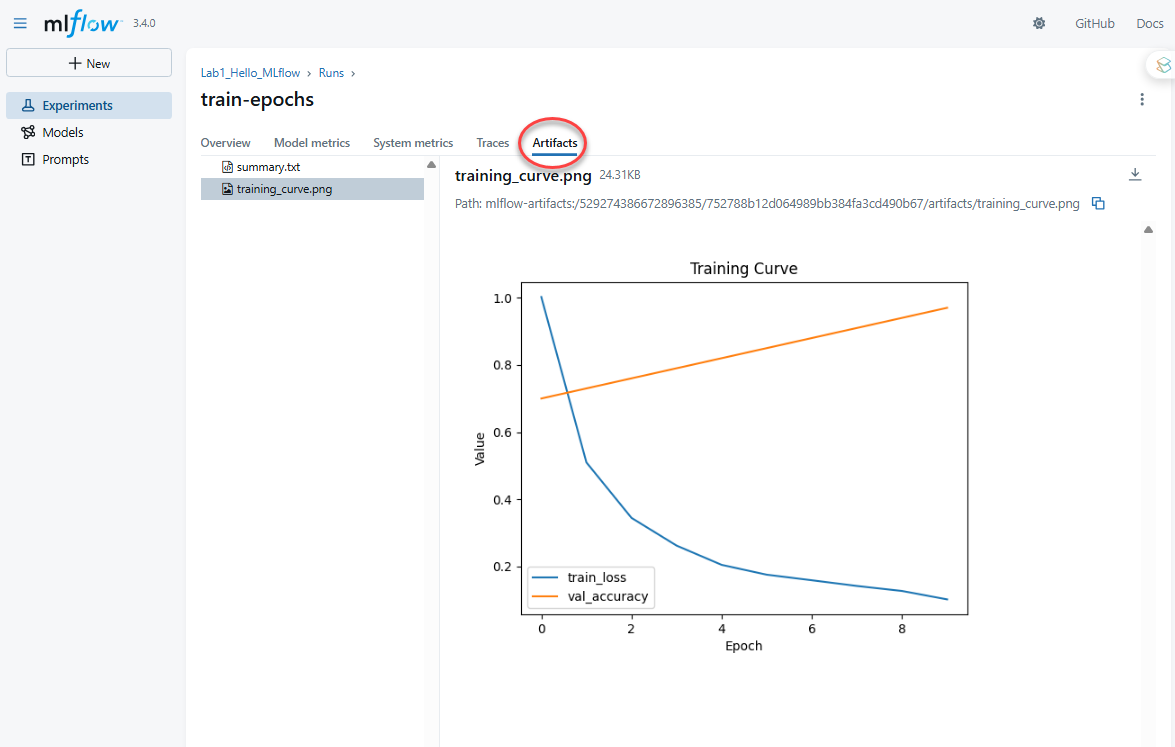 mlflow 3.4.0
GitHub
Docs
New
Experiments
Models
Prompts
Lab1_Hello_MLflow › Runs ›
train-epochs
Overview Model metrics System metrics Traces Artifacts
summary.txt
training_curve.png
training_curve.png 24.31KB
Path: mlflow-artifacts:/529274386672896385/752788b12d064989bb384fa3cd490b67/artifacts/training_curve.png
Training Curve
1.0
0.8
0.6
0.4
0.2
Value
train_loss
val_accuracy
0 2 4 6 8
Epoch